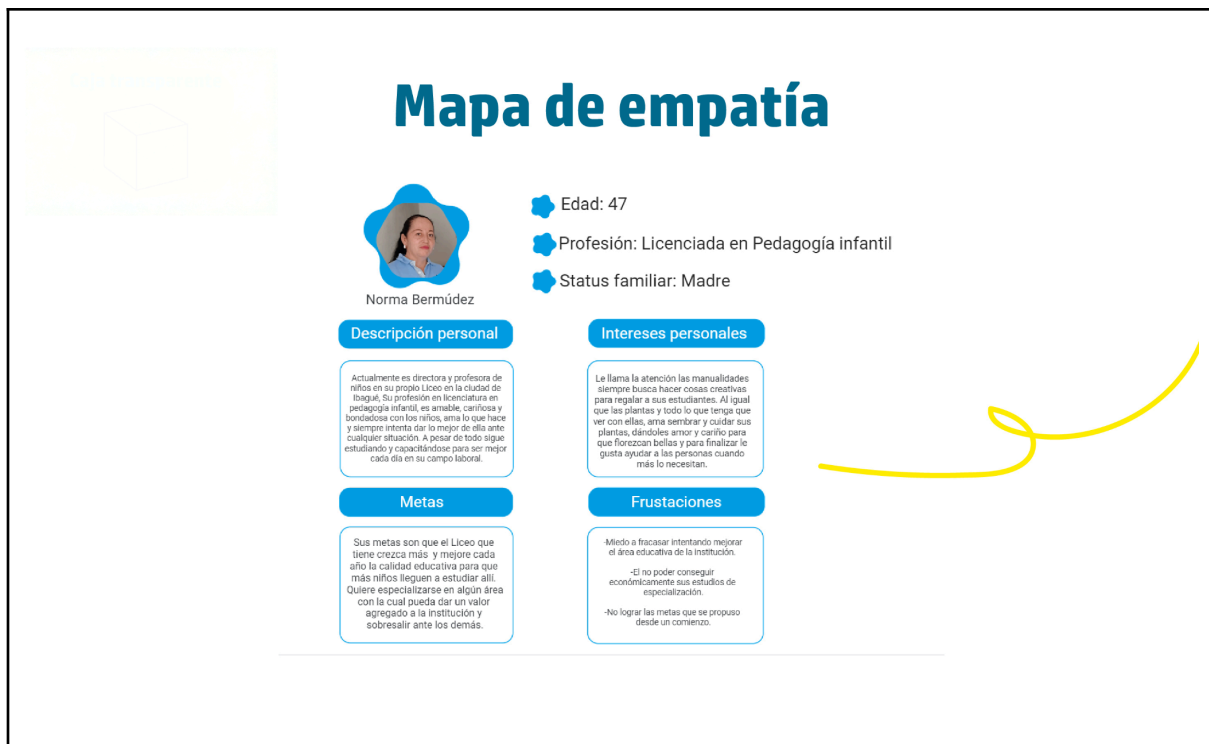 Mapa de empatía
Edad: 47
Profesión: Licenciada en Pedagogía infantil
Status familiar: Madre
Norma Bermúdez
Descripción personal
Actualmente es directora y profesora de
niños en su propio Liceo en la ciudad de
Ibagué, Su profesión en licenciatura en
pedagogía infantil, es amable, cariñosa y
bondadosa con los niños, ama lo que hace
y siempre intenta dar lo mejor de ella ante
cualquier situación. A pesar de todo sigue
estudiando y capacitándose para ser mejor
cada día en su campo laboral.
Intereses personales
Le llama la atención las manualidades
siempre busca hacer cosas creativas
para regalar a sus estudiantes. Al igual
que las plantas y todo lo que tenga que
ver con ellas, ama sembrar y cuidar sus
plantas, dándoles amor y cariño para
que florezcan bellas y para finalizar le
gusta ayudar a las personas cuando
más lo necesitan.
Metas
Sus metas son que el Liceo que
tiene crezca más y mejore cada
año la calidad educativa para que
más niños lleguen a estudiar allí.
Quiere especializarse en algún área
con la cual pueda dar un valor
agregado a la institución y
sobresalir ante los demás.
Frustaciones
-Miedo a fracasar intentando mejorar
el área educativa de la institución.
-El no poder conseguir
económicamente sus estudios de
especialización.
-No lograr las metas que se propuso
desde un comienzo.